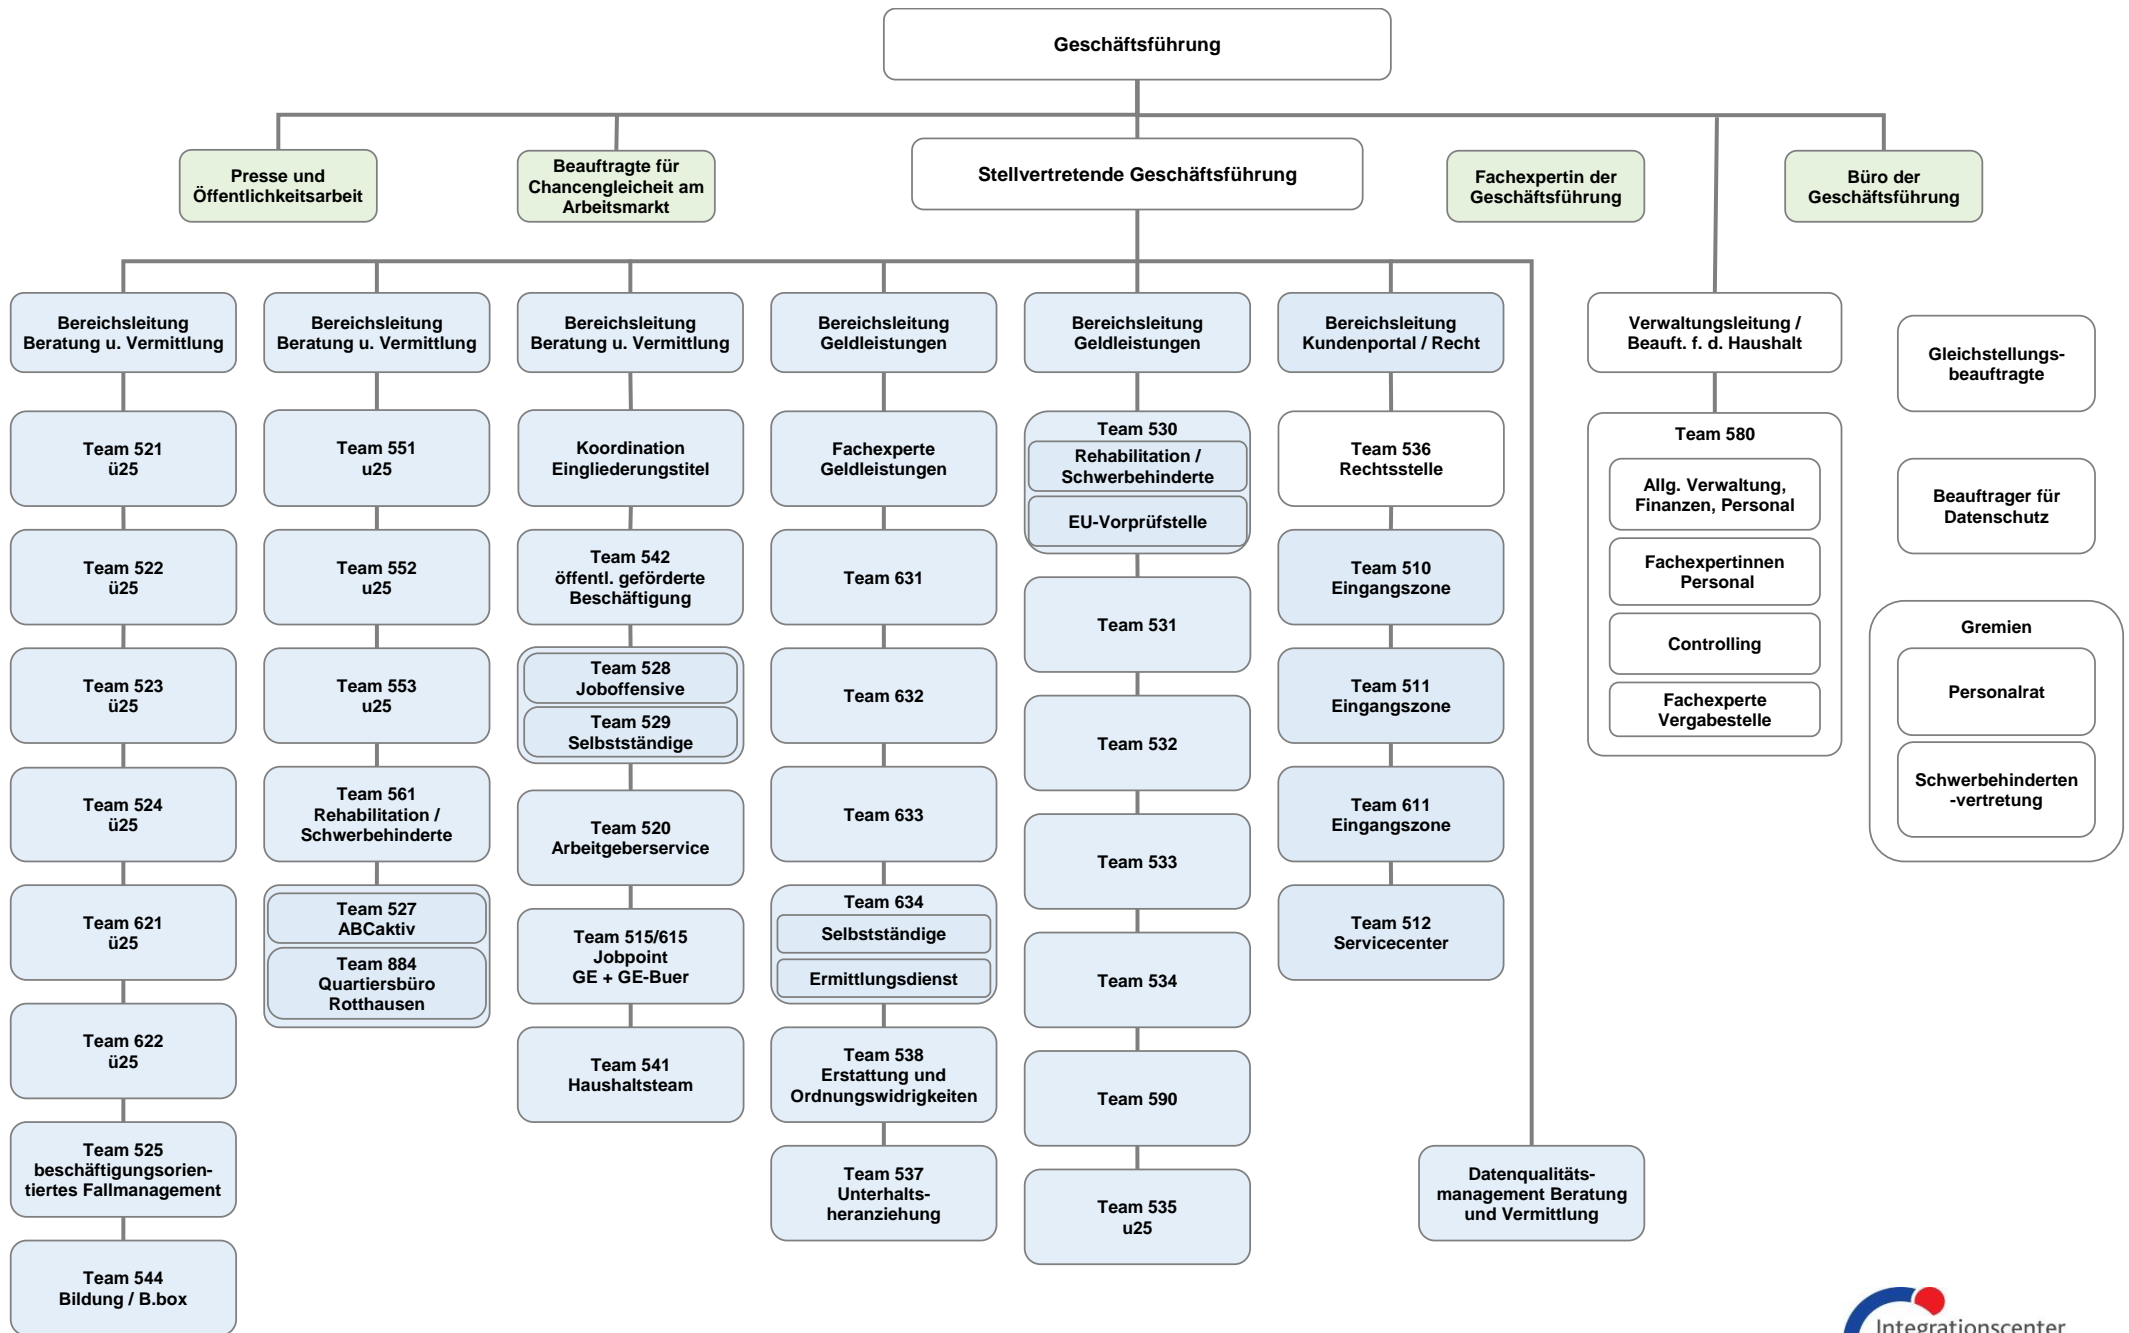 Geschäftsführung
Presse und
Öffentlichkeitsarbeit
Beauftragte für
Chancengleicheit am
Arbeitsmarkt
Stellvertretende Geschäftsführung
Fachexpertin der
Geschäftsführung
Büro der
Geschäftsführung
Bereichsleitung
Beratung u. Vermittlung
Team 521
ü25
Team 522
ü25
Team 523
ü25
Team 524
ü25
Team 621
ü25
Team 622
ü25
Team 525
beschäftigungsorien-
tiertes Fallmanagement
Team 544
Bildung / B.box
Bereichsleitung
Beratung u. Vermittlung
Team 551
u25
Team 552
u25
Team 553
u25
Team 561
Rehabilitation /
Schwerbehinderte
Team 527
ABCaktiv
Team 884
Quartiersbüro
Rotthausen
Bereichsleitung
Beratung u. Vermittlung
Koordination
Eingliederungstitel
Team 542
öffentl. geförderte
Beschäftigung
Team 528
Joboffensive
Team 529
Selbstständige
Team 520
Arbeitgeberservice
Team 515/615
Jobpoint
GE + GE-Buer
Team 541
Haushaltsteam
Bereichsleitung
Geldleistungen
Fachexperte
Geldleistungen
Team 631
Team 632
Team 633
Team 634
Selbstständige
Ermittlungsdienst
Team 538
Erstattung und
Ordnungswidrigkeiten
Team 537
Unterhalts-
heranziehung
Bereichsleitung
Geldleistungen
Team 530
Rehabilitation /
Schwerbehinderte
EU-Vorprüfstelle
Team 531
Team 532
Team 533
Team 534
Team 590
Team 535
u25
Bereichsleitung
Kundenportal / Recht
Team 536
Rechtsstelle
Team 510
Eingangszone
Team 511
Eingangszone
Team 611
Eingangszone
Team 512
Servicecenter
Datenqualitäts-
management Beratung
und Vermittlung
Verwaltungsleitung /
Beauft. f. d. Haushalt
Team 580
Allg. Verwaltung,
Finanzen, Personal
Fachexpertinnen
Personal
Controlling
Fachexperte
Vergabestelle
Gleichstellungs-
beauftragte
Beauftrager für
Datenschutz
Gremien
Personalrat
Schwerbehinderten
-vertretung
Integrationscenter